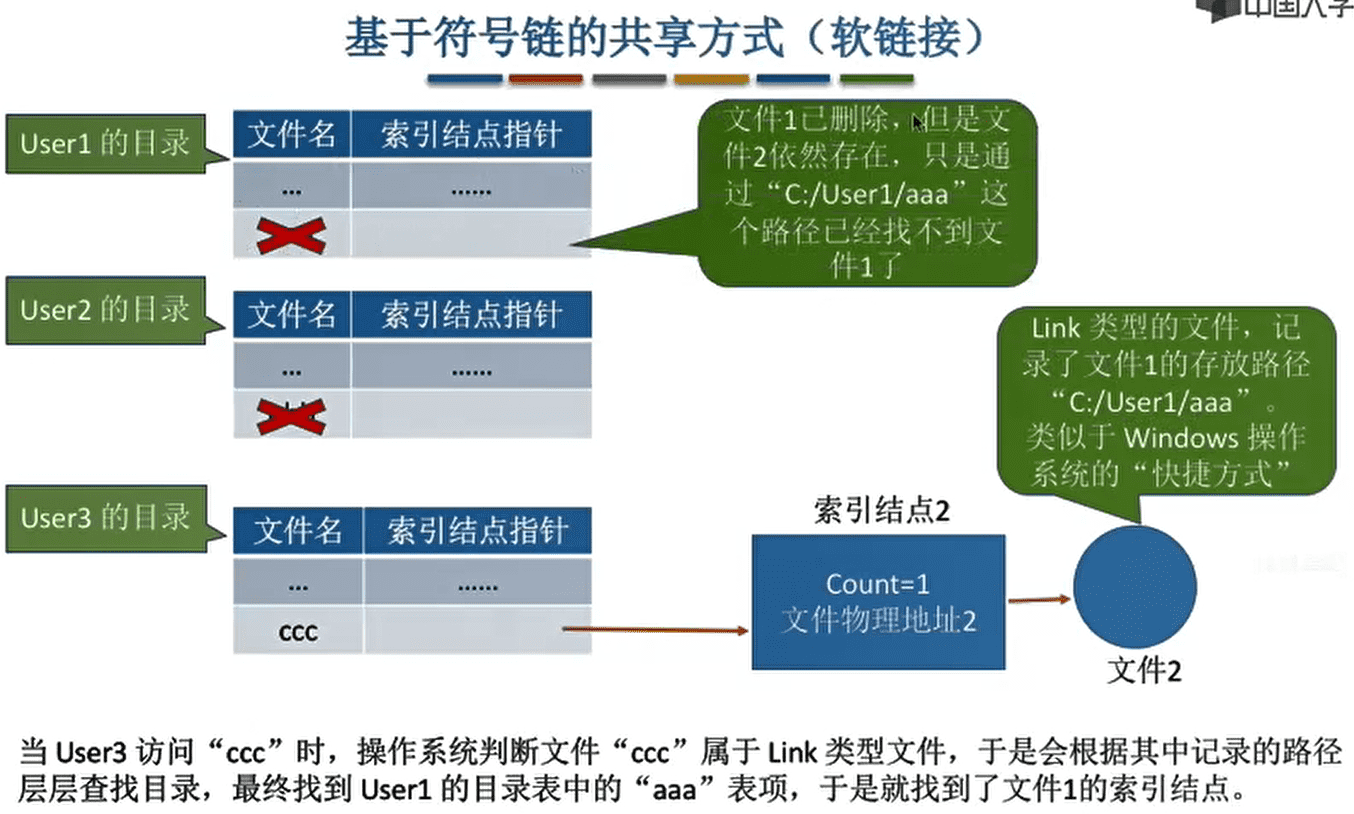 中国大学
基于符号链的共享方式（软链接）
User1 的目录
文件名 索引结点指针
... ......
文件1已删除，但是文
件2依然存在，只是通
过“C:/User1/aaa”这
个路径已经找不到文
件1了
User2 的目录
文件名 索引结点指针
... ......
Link 类型的文件，记
录了文件1的存放路径
“C:/User1/aaa”。
类似于 Windows 操作
系统的“快捷方式”
User3 的目录
文件名 索引结点指针
... ......
ccc
索引结点2
Count=1
文件物理地址2
文件2
当 User3 访问“ccc”时，操作系统判断文件“ccc”属于 Link 类型文件，于是会根据其中记录的路径
层层查找目录，最终找到 User1 的目录表中的“aaa”表项，于是就找到了文件1的索引结点。